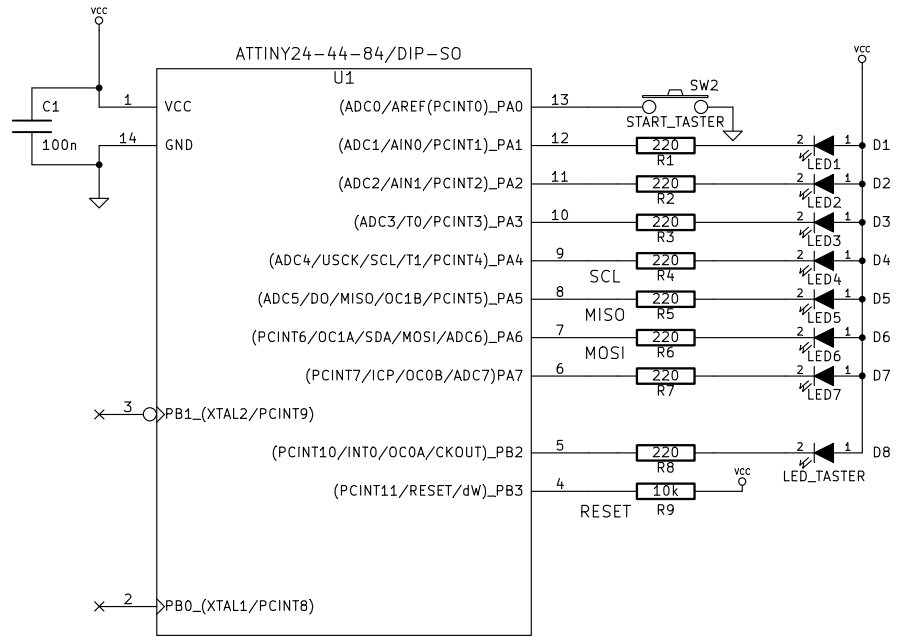 VCC
ATTINY24-44-84/DIP-SO
U1
VCC
C1
100n
1 VCC
14 GND
(ADC0/AREF(PCINT0)_PA0 13
SW2
START_TASTER
(ADC1/AIN0/PCINT1)_PA1 12 220 2 1 D1
R1 LED1
(ADC2/AIN1/PCINT2)_PA2 11 220 2 1 D2
R2 LED2
(ADC3/T0/PCINT3)_PA3 10 220 2 1 D3
R3 LED3
(ADC4/USCK/SCL/T1/PCINT4)_PA4 9 220 2 1 D4
SCL R4 LED4
(ADC5/DO/MISO/OC1B/PCINT5)_PA5 8 220 2 1 D5
MISO R5 LED5
(PCINT6/OC1A/SDA/MOSI/ADC6)_PA6 7 220 2 1 D6
MOSI R6 LED6
(PCINT7/ICP/OC0B/ADC7)PA7 6 220 2 1 D7
R7 LED7
3 PB1_(XTAL2/PCINT9)
(PCINT10/INT0/OC0A/CKOUT)_PB2 5 220 2 1 D8
R8 LED_TASTER
VCC
(PCINT11/RESET/dW)_PB3 4 10k
RESET R9
2 PB0_(XTAL1/PCINT8)